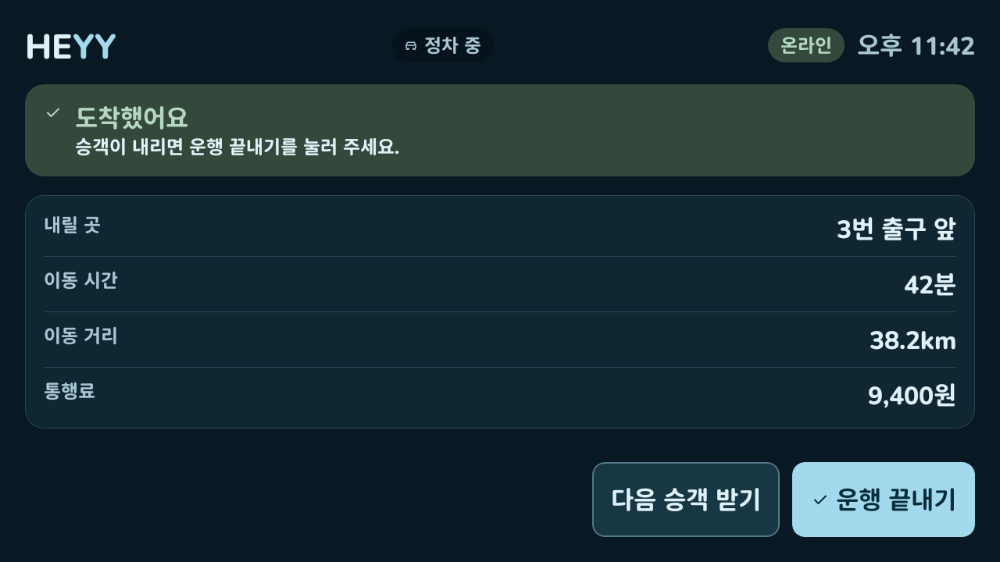 HEYY
정차 중
온라인
오후 11:42
도착했어요
승객이 내리면 운행 끝내기를 눌러 주세요.
내릴 곳
3번 출구 앞
이동 시간
42분
이동 거리
38.2km
통행료
9,400원
다음 승객 받기
운행 끝내기